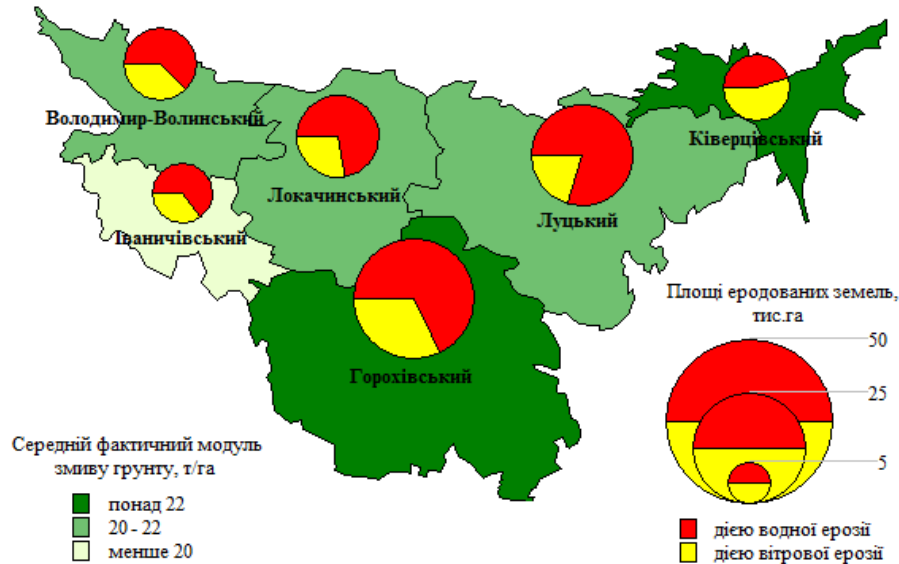 Володимир-Волинський
Ківерцівський
Локачинський
Луцький
Іваничівський
Горохівський
Площі еродованих земель,
тис.га
50
25
5
Середній фактичний модуль
змиву грунту, т/га
понад 22
20 - 22
менше 20
дією водної ерозії
дією вітрової ерозії